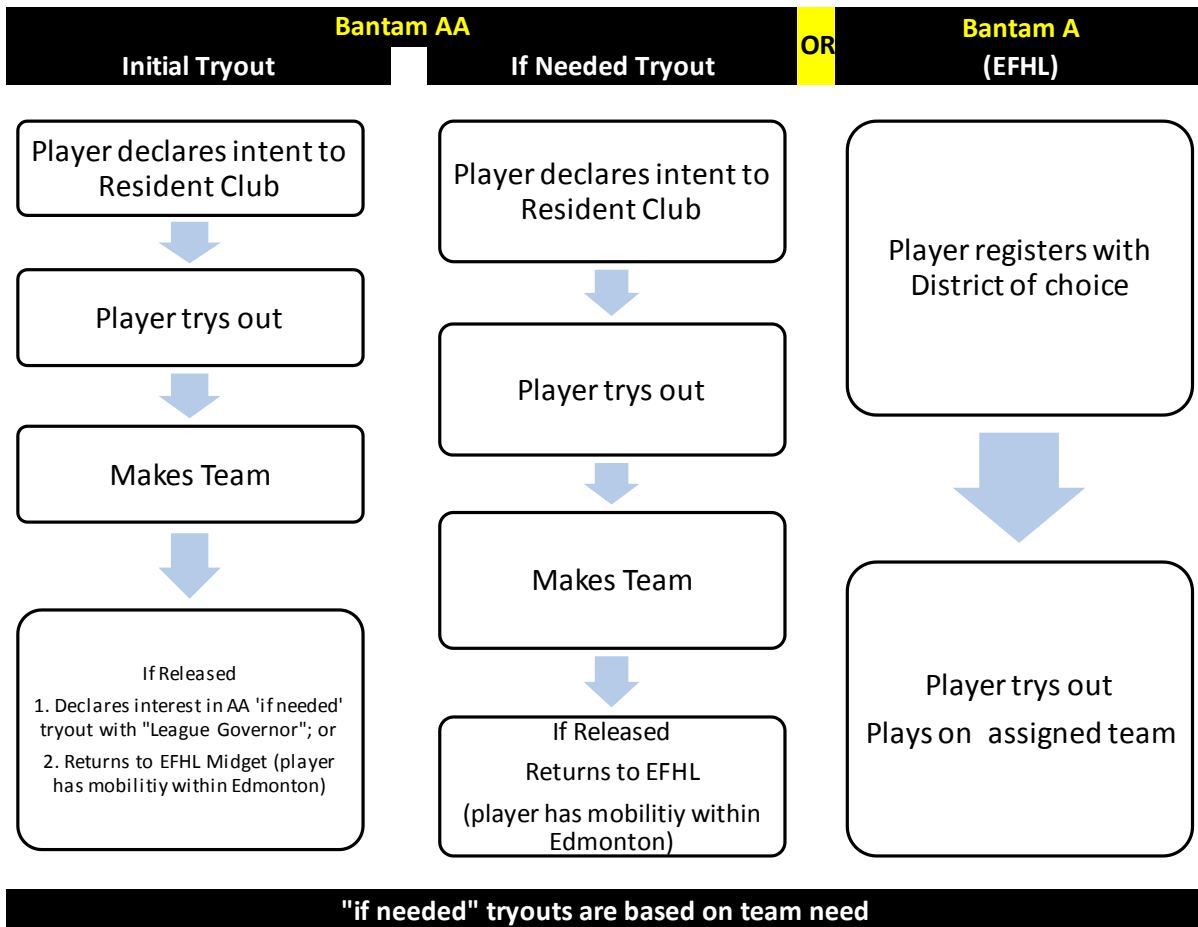 Bantam AA
Initial Tryout
If Needed Tryout
OR
Bantam A
(EFHL)
Player declares intent to
Resident Club
Player trys out
Makes Team
If Released
1. Declares interest in AA 'if needed'
tryout with "League Governor"; or
2. Returns to EFHL Midget (player
has mobilitiy within Edmonton)
Player declares intent to
Resident Club
Player trys out
Makes Team
If Released
Returns to EFHL
(player has mobilitiy within
Edmonton)
Player registers with
District of choice
Player trys out
Plays on assigned team
"if needed" tryouts are based on team need